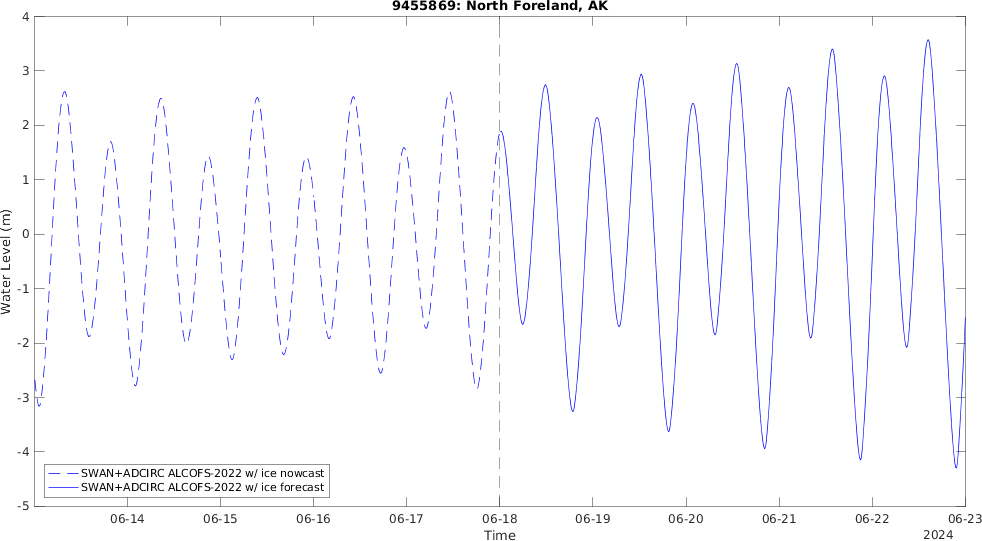 9455869: North Foreland, AK
4
3
2
1
0
-1
-2
-3
-4
-5
Water Level (m)
SWAN+ADCIRC ALCOFS-2022 w/ ice nowcast
SWAN+ADCIRC ALCOFS-2022 w/ ice forecast
06-14 06-15 06-16 06-17 06-18 06-19 06-20 06-21 06-22 06-23
Time
2024